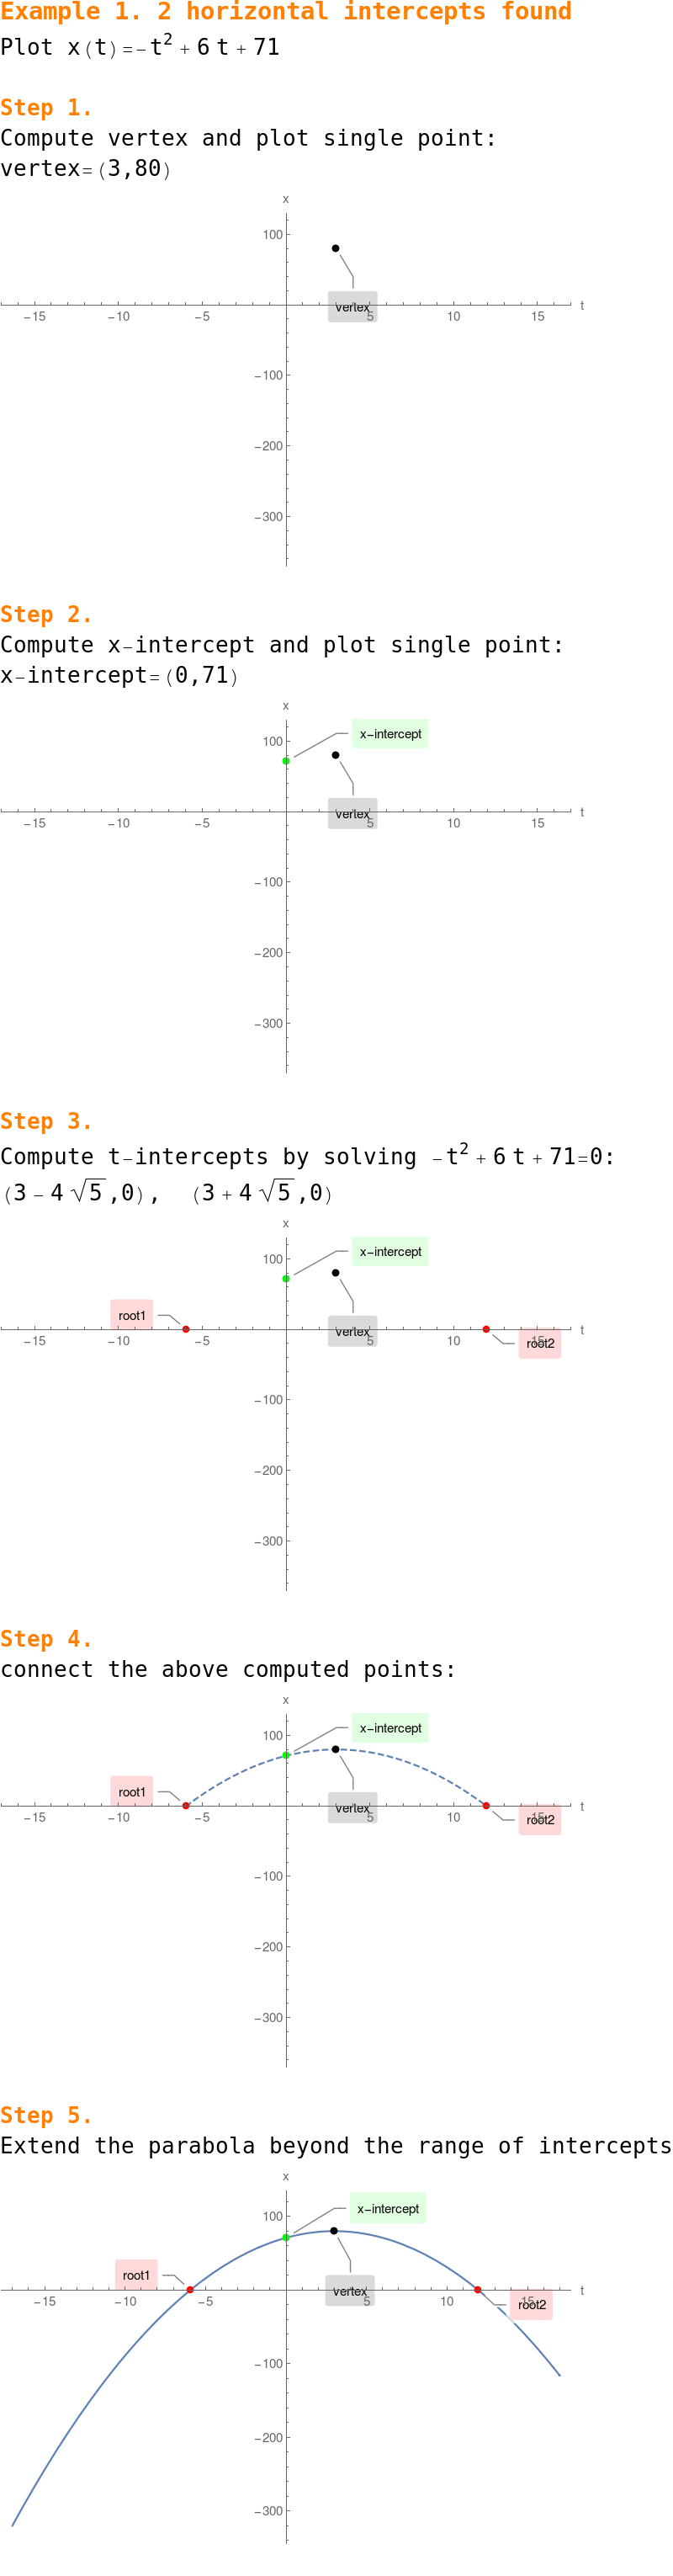 Example 1. 2 horizontal intercepts found
Plot x(t)=-t² + 6 t + 71
Step 1.
Compute vertex and plot single point:
vertex=(3,80)
x
100
vertex
-15 -10 -5 5 10 15 t
-100
-200
-300
Step 2.
Compute x-intercept and plot single point:
x-intercept=(0,71)
x
100 x-intercept
vertex
-15 -10 -5 5 10 15 t
-100
-200
-300
Step 3.
Compute t-intercepts by solving -t² + 6 t + 71=0:
(3 - 4 √5 ,0), (3 + 4 √5 ,0)
x
100 x-intercept
root1
vertex
-15 -10 -5 5 10 15 t
root2
-100
-200
-300
Step 4.
connect the above computed points:
x
100 x-intercept
root1
vertex
-15 -10 -5 5 10 15 t
root2
-100
-200
-300
Step 5.
Extend the parabola beyond the range of intercepts
x
100 x-intercept
root1
vertex
-15 -10 -5 5 10 15 t
root2
-100
-200
-300